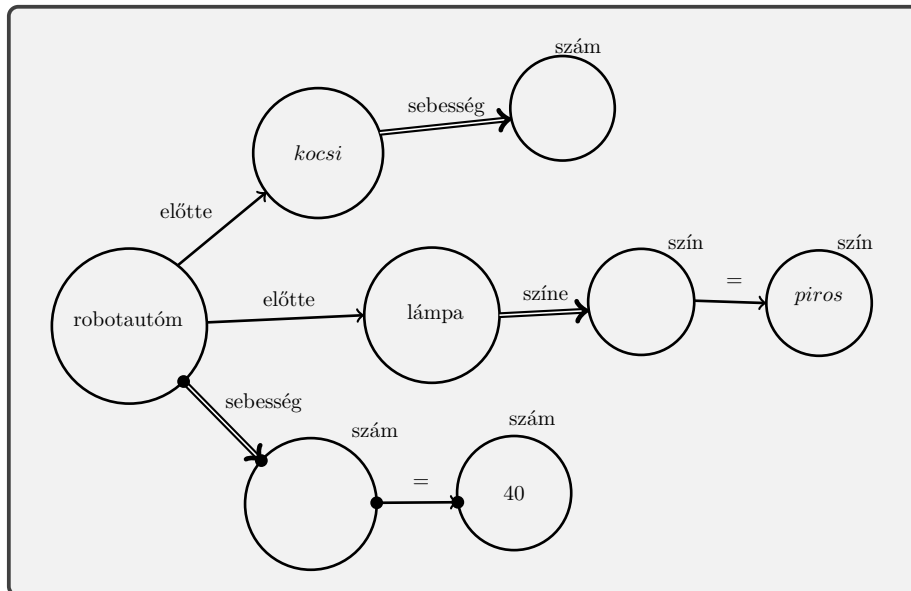 szám
sebesség
kocsi
előtte
szín
szín
=
színe
piros
előtte
lámpa
robotautóm
sebesség
szám
szám
=
40